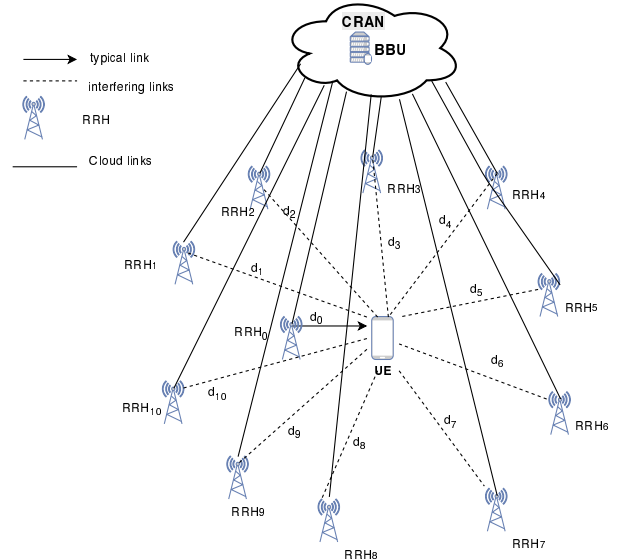 CRAN
BBU
typical link
interfering links
RRH
Cloud links
RRH3
RRH2
d2
RRH4
d4
d3
RRH1
d1
d5
RRH5
d0
RRH0
UE
d6
d10
RRH10
RRH6
d7
d9
d8
RRH9
RRH7
RRH8